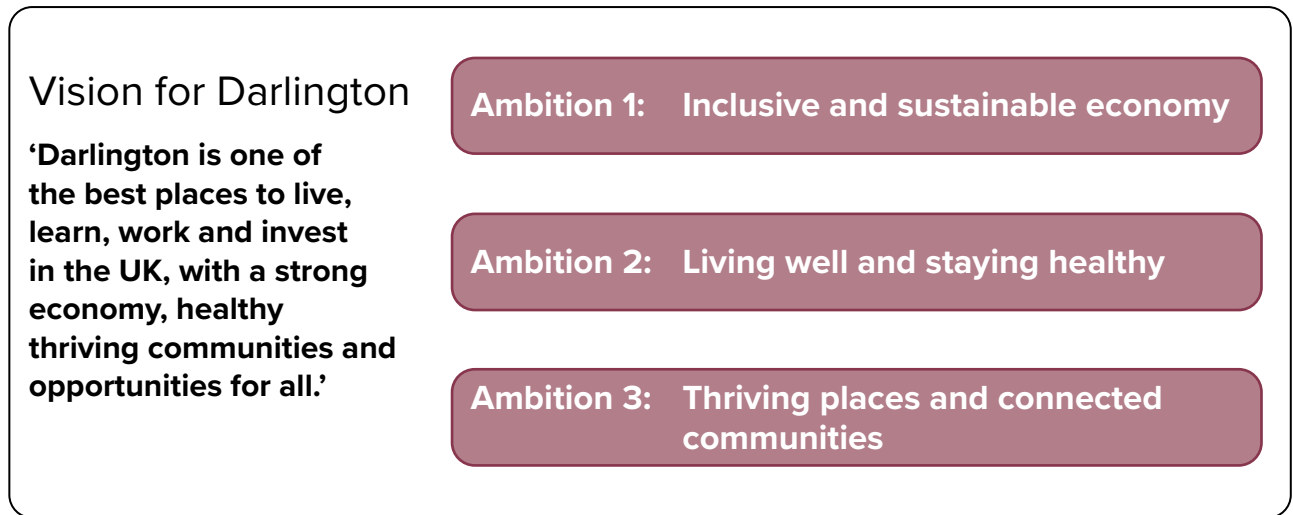 Vision for Darlington
‘Darlington is one of
the best places to live,
learn, work and invest
in the UK, with a strong
economy, healthy
thriving communities and
opportunities for all.’
Ambition 1: Inclusive and sustainable economy
Ambition 2: Living well and staying healthy
Ambition 3: Thriving places and connected
communities